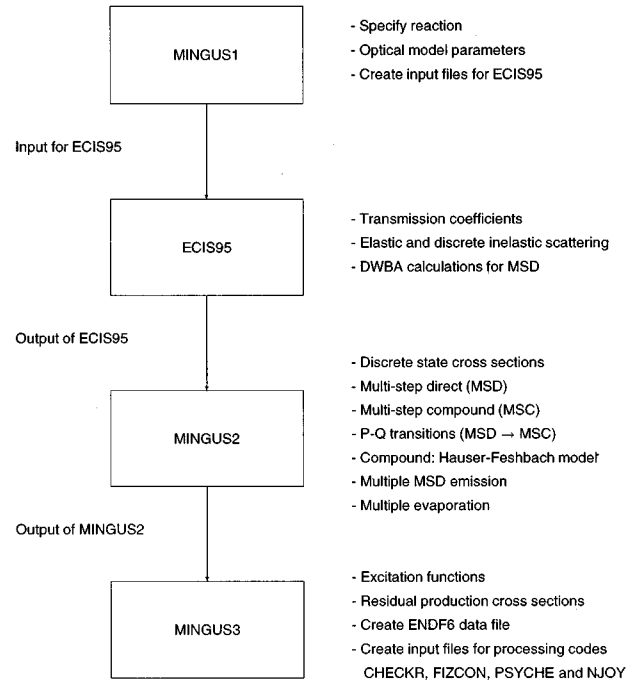 MINGUS1
- Specify reaction
- Optical model parameters
- Create input files for ECIS95
Input for ECIS95
ECIS95
- Transmission coefficients
- Elastic and discrete inelastic scattering
- DWBA calculations for MSD
Output of ECIS95
MINGUS2
- Discrete state cross sections
- Multi-step direct (MSD)
- Multi-step compound (MSC)
- P-Q transitions (MSD → MSC)
- Compound: Hauser-Feshbach model
- Multiple MSD emission
- Multiple evaporation
Output of MINGUS2
MINGUS3
- Excitation functions
- Residual production cross sections
- Create ENDF6 data file
- Create input files for processing codes
CHECKR, FIZCON, PSYCHE and NJOY